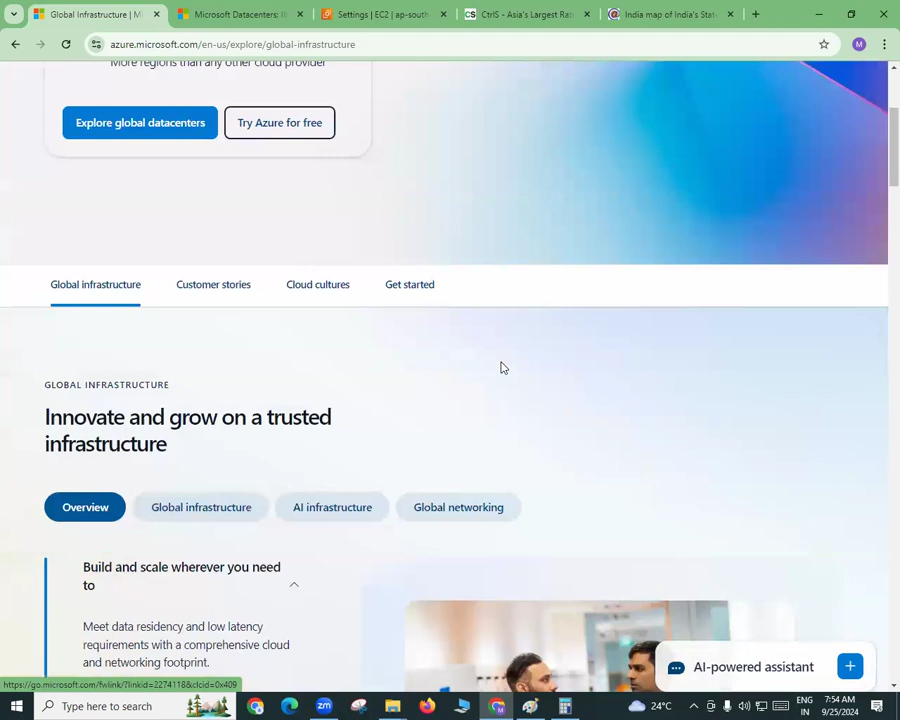 Global Infrastructure | Mi
Microsoft Datacenters: Ill
Settings | EC2 | ap-south
CS CtrlS - Asia's Largest Rat
India map of India's Stat
azure.microsoft.com/en-us/explore/global-infrastructure
M
More regions than any other cloud provider
Explore global datacenters
Try Azure for free
Global infrastructure
Customer stories
Cloud cultures
Get started
GLOBAL INFRASTRUCTURE
Innovate and grow on a trusted
infrastructure
Overview
Global infrastructure
AI infrastructure
Global networking
Build and scale wherever you need
to
Meet data residency and low latency
requirements with a comprehensive cloud
and networking footprint.
AI-powered assistant
https://go.microsoft.com/fwlink/?linkid=2274118&clcid=0x409
Type here to search
zm
24°C
ENG
IN
7:54 AM
9/25/2024